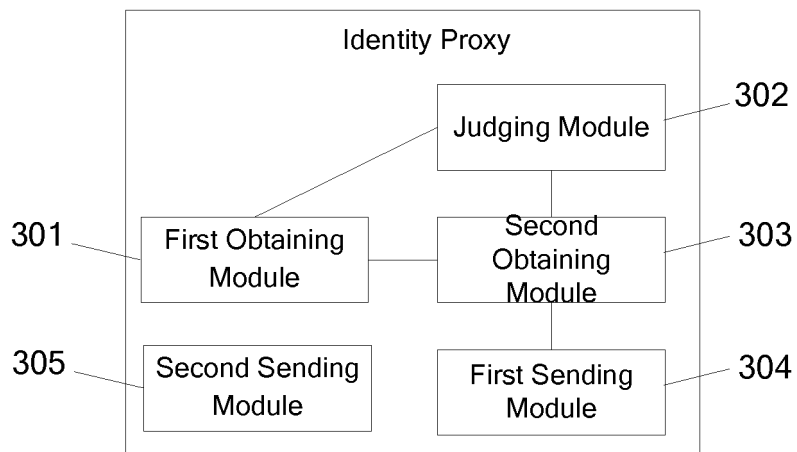 Identity Proxy
302
Judging Module
301
First Obtaining
Module
Second
Obtaining
Module
303
305
Second Sending
Module
First Sending
Module
304